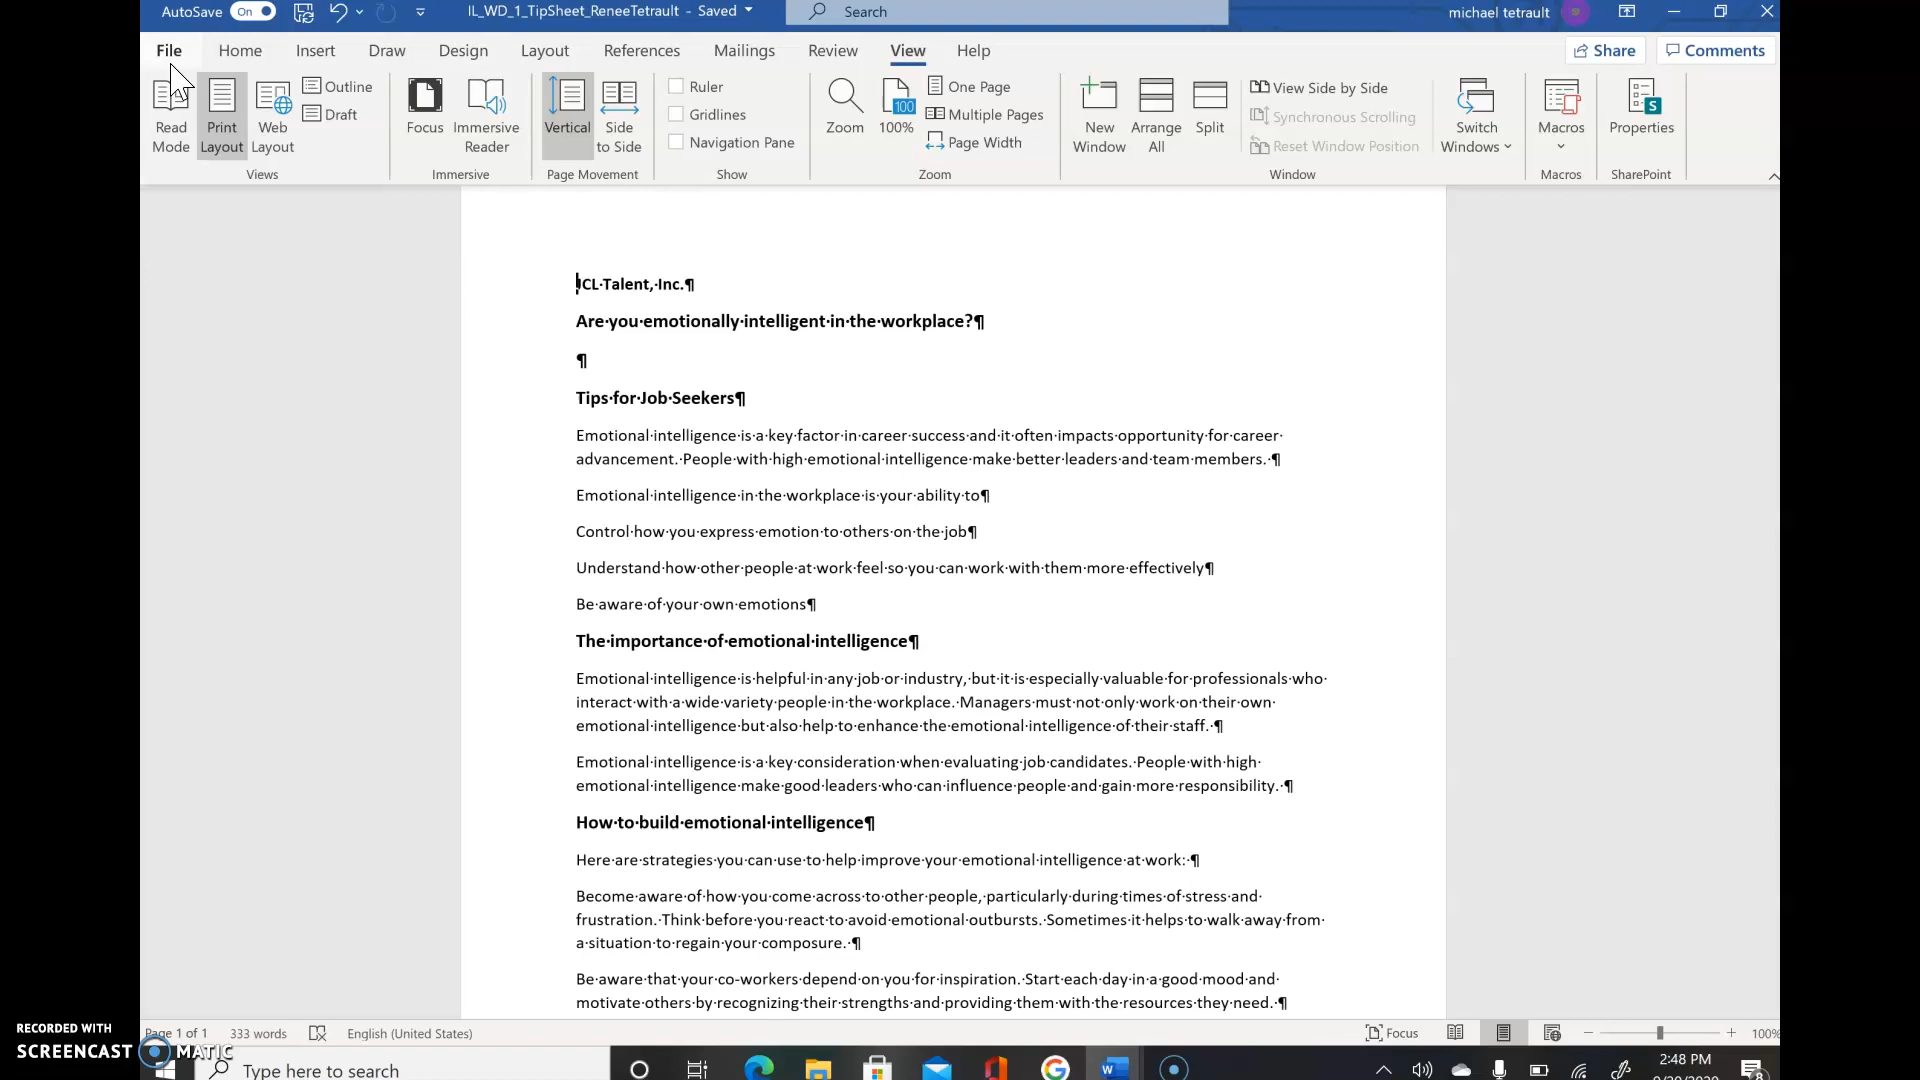 AutoSave On IL_WD_1_TipSheet_ReneeTetrault - Saved Search michael tetrault
File Home Insert Draw Design Layout References Mailings Review View Help Share Comments
Read Mode
Print Layout
Web Layout
Outline
Draft
Views
Focus
Immersive Reader
Immersive
Vertical
Side to Side
Page Movement
Ruler
Gridlines
Navigation Pane
Show
Zoom
100
100%
One Page
Multiple Pages
Page Width
Zoom
New Window
Arrange All
Split
View Side by Side
Synchronous Scrolling
Reset Window Position
Window
Switch Windows
Macros
Macros
Properties
SharePoint
JCL·Talent,·Inc.¶
Are·you·emotionally·intelligent·in·the·workplace?¶
¶
Tips·for·Job·Seekers¶
Emotional·intelligence·is·a·key·factor·in·career·success·and·it·often·impacts·opportunity·for·career·
advancement.·People·with·high·emotional·intelligence·make·better·leaders·and·team·members.·¶
Emotional·intelligence·in·the·workplace·is·your·ability·to¶
Control·how·you·express·emotion·to·others·on·the·job¶
Understand·how·other·people·at·work·feel·so·you·can·work·with·them·more·effectively¶
Be·aware·of·your·own·emotions¶
The·importance·of·emotional·intelligence¶
Emotional·intelligence·is·helpful·in·any·job·or·industry,·but·it·is·especially·valuable·for·professionals·who·
interact·with·a·wide·variety·people·in·the·workplace.·Managers·must·not·only·work·on·their·own·
emotional·intelligence·but·also·help·to·enhance·the·emotional·intelligence·of·their·staff.·¶
Emotional·intelligence·is·a·key·consideration·when·evaluating·job·candidates.·People·with·high·
emotional·intelligence·make·good·leaders·who·can·influence·people·and·gain·more·responsibility.·¶
How·to·build·emotional·intelligence¶
Here·are·strategies·you·can·use·to·help·improve·your·emotional·intelligence·at·work:·¶
Become·aware·of·how·you·come·across·to·other·people,·particularly·during·times·of·stress·and·
frustration.·Think·before·you·react·to·avoid·emotional·outbursts.·Sometimes·it·helps·to·walk·away·from·
a·situation·to·regain·your·composure.·¶
Be·aware·that·your·co-workers·depend·on·you·for·inspiration.·Start·each·day·in·a·good·mood·and·
motivate·others·by·recognizing·their·strengths·and·providing·them·with·the·resources·they·need.·¶
Page 1 of 1 333 words English (United States) Focus 100%
RECORDED WITH
SCREENCAST MATIC
Type here to search
2:48 PM